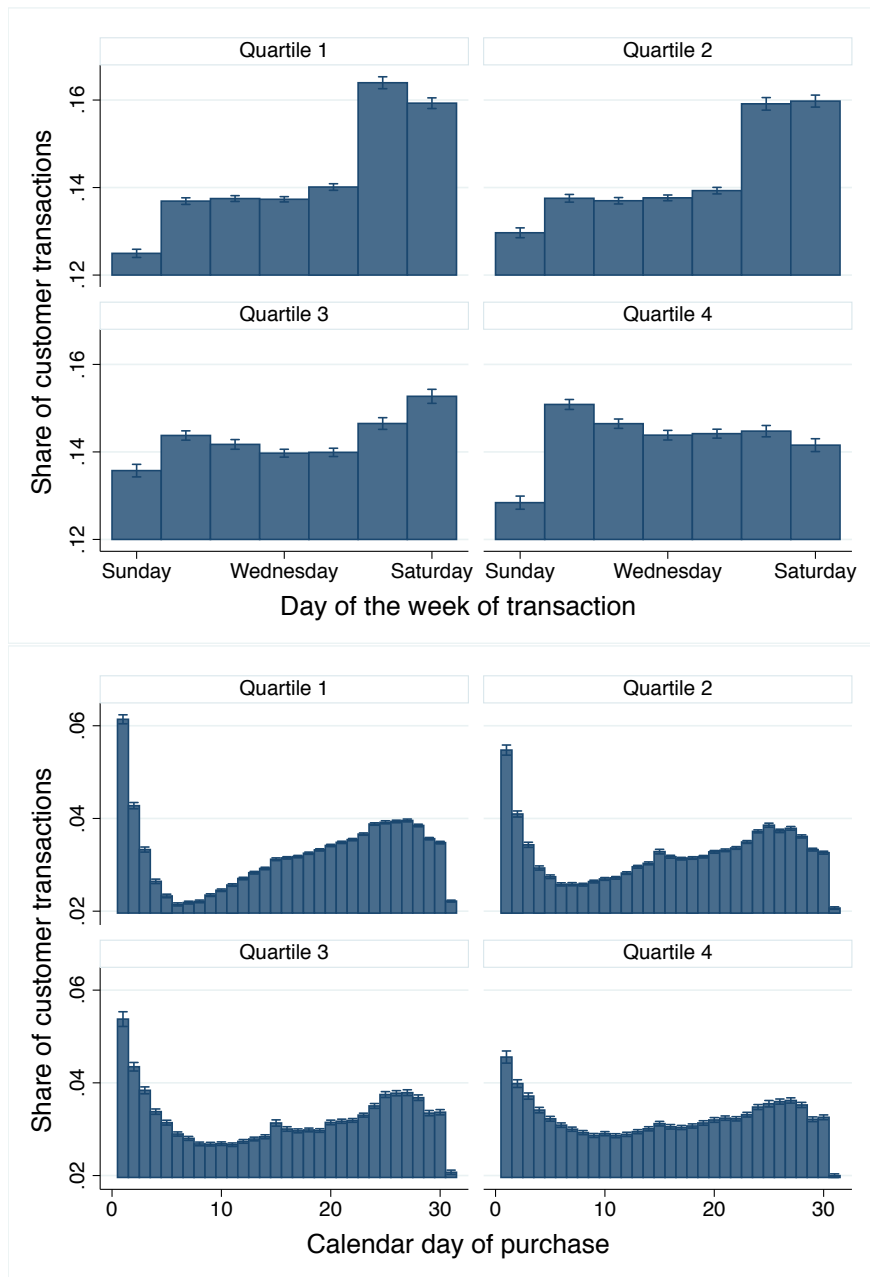 Quartile 1
Quartile 2
.16
.14
.12
Quartile 3
Quartile 4
.16
.14
.12
Share of customer transactions
Sunday Wednesday Saturday Sunday Wednesday Saturday
Day of the week of transaction
Quartile 1
Quartile 2
.06
.04
.02
Quartile 3
Quartile 4
.06
.04
.02
Share of customer transactions
0 10 20 30 0 10 20 30
Calendar day of purchase